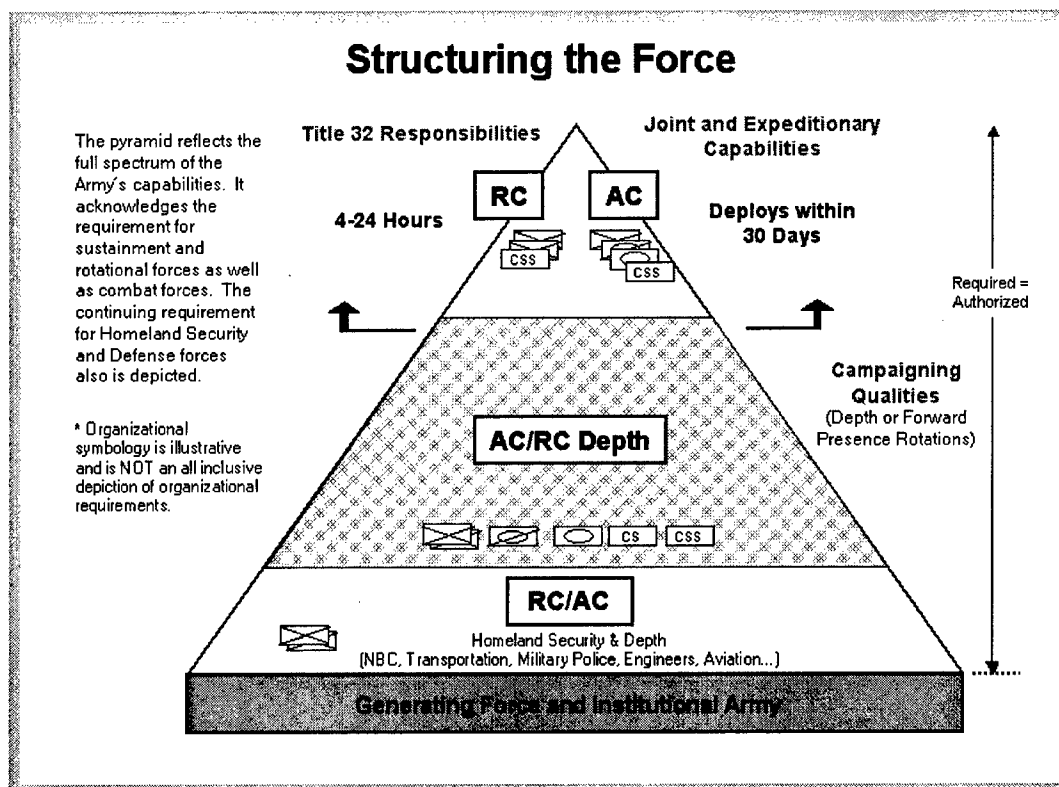 Structuring the Force
The pyramid reflects the
full spectrum of the
Army's capabilities. It
acknowledges the
requirement for
sustainment and
rotational forces as well
as combat forces. The
continuing requirement
for Homeland Security
and Defense forces
also is depicted.
* Organizational
symbology is illustrative
and is NOT an all inclusive
depiction of organizational
requirements.
Title 32 Responsibilities
Joint and Expeditionary
Capabilities
RC
AC
4-24 Hours
Deploys within
30 Days
CSS
CSS
Required =
Authorized
Campaigning
Qualities
(Depth or Forward
Presence Rotations)
AC/RC Depth
CS
CSS
RC/AC
Homeland Security & Depth
(NBC, Transportation, Military Police, Engineers, Aviation...)
Generating Force and Institutional Army